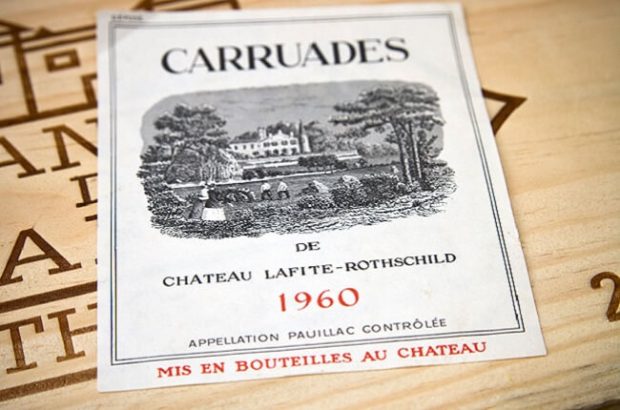 CARRUADES
DE
CHATEAU LAFITE-ROTHSCHILD
1960
APPELLATION PAUILLAC CONTRÔLÉE
MIS EN BOUTEILLES AU CHATEAU